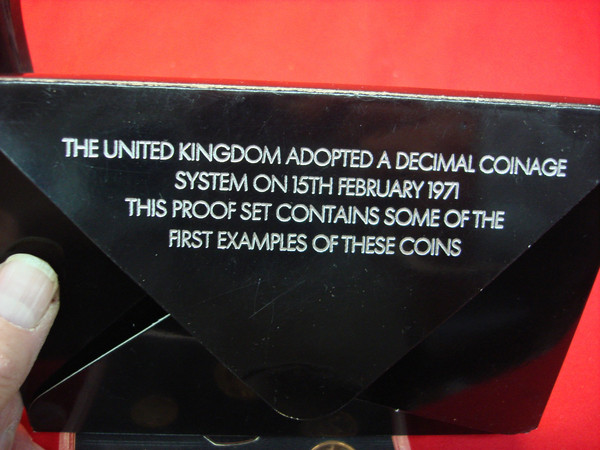 THE UNITED KINGDOM ADOPTED A DECIMAL COINAGE
SYSTEM ON 15TH FEBRUARY 1971
THIS PROOF SET CONTAINS SOME OF THE
FIRST EXAMPLES OF THESE COINS